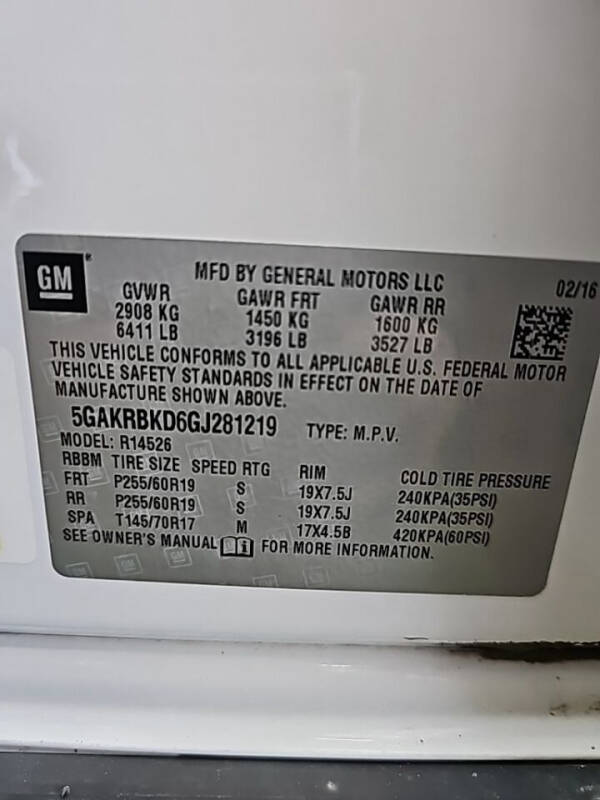 GM ® MFD BY GENERAL MOTORS LLC 02/16
GVWR GAWR FRT GAWR RR
2908 KG 1450 KG 1600 KG
6411 LB 3196 LB 3527 LB
THIS VEHICLE CONFORMS TO ALL APPLICABLE U.S. FEDERAL MOTOR
VEHICLE SAFETY STANDARDS IN EFFECT ON THE DATE OF
MANUFACTURE SHOWN ABOVE.
5GAKRBKD6GJ281219 TYPE: M.P.V.
MODEL: R14526
RBBM TIRE SIZE SPEED RTG RIM COLD TIRE PRESSURE
FRT P255/60R19 S 19X7.5J 240KPA(35PSI)
RR P255/60R19 S 19X7.5J 240KPA(35PSI)
SPA T145/70R17 M 17X4.5B 420KPA(60PSI)
SEE OWNER'S MANUAL i FOR MORE INFORMATION.